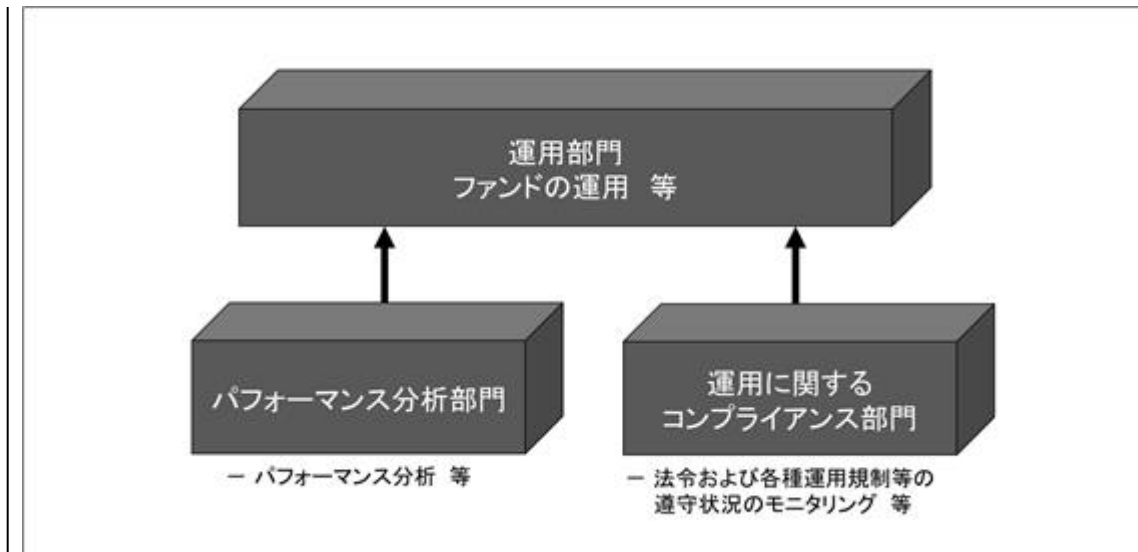 運用部門
ファンドの運用 等
パフォーマンス分析部門
－ パフォーマンス分析 等
運用に関する
コンプライアンス部門
－ 法令および各種運用規制等の
遵守状況のモニタリング 等